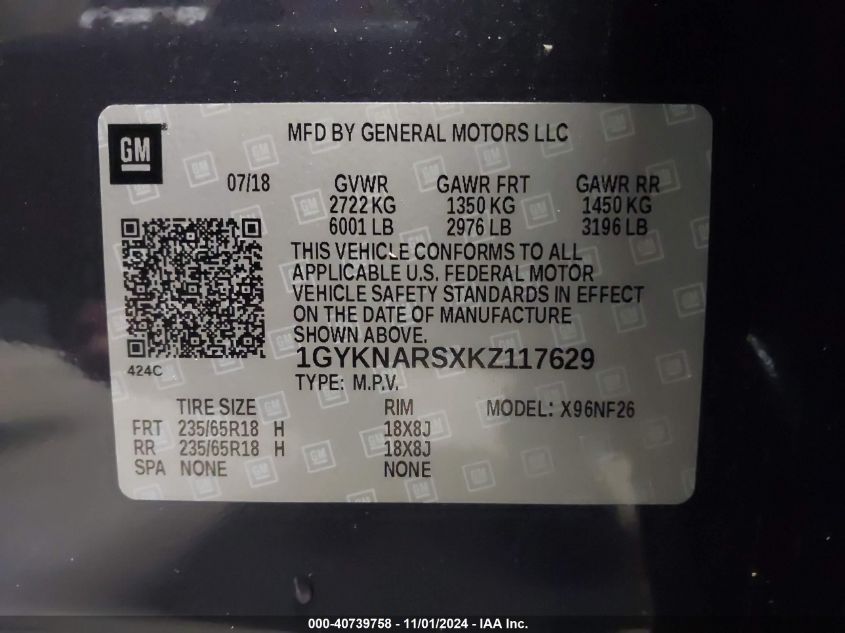 GM ®
MFD BY GENERAL MOTORS LLC
07/18 GVWR GAWR FRT GAWR RR
2722 KG 1350 KG 1450 KG
6001 LB 2976 LB 3196 LB
THIS VEHICLE CONFORMS TO ALL
APPLICABLE U.S. FEDERAL MOTOR
VEHICLE SAFETY STANDARDS IN EFFECT
ON THE DATE OF MANUFACTURE
SHOWN ABOVE.
424C
1GYKNARSXKZ117629
TYPE: M.P.V.
TIRE SIZE RIM MODEL: X96NF26
FRT 235/65R18 H 18X8J
RR 235/65R18 H 18X8J
SPA NONE NONE
000-40739758 - 11/01/2024 - IAA Inc.